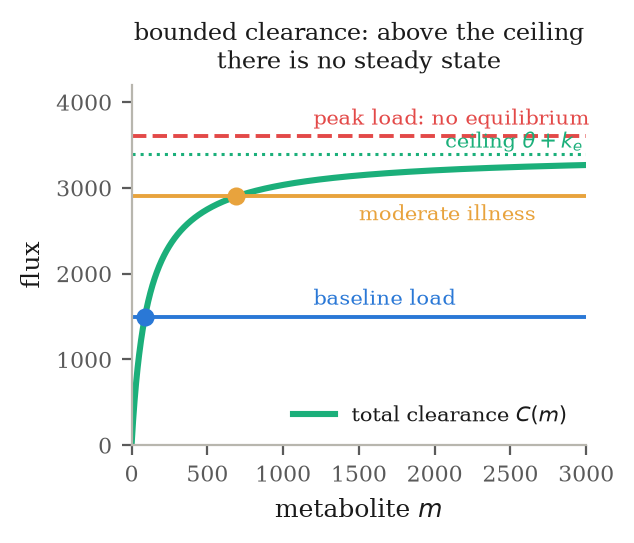 bounded clearance: above the ceiling
there is no steady state
flux
4000
3000
2000
1000
0
peak load: no equilibrium
ceiling θ + kₑ
moderate illness
baseline load
total clearance C(m)
0 500 1000 1500 2000 2500 3000
metabolite m